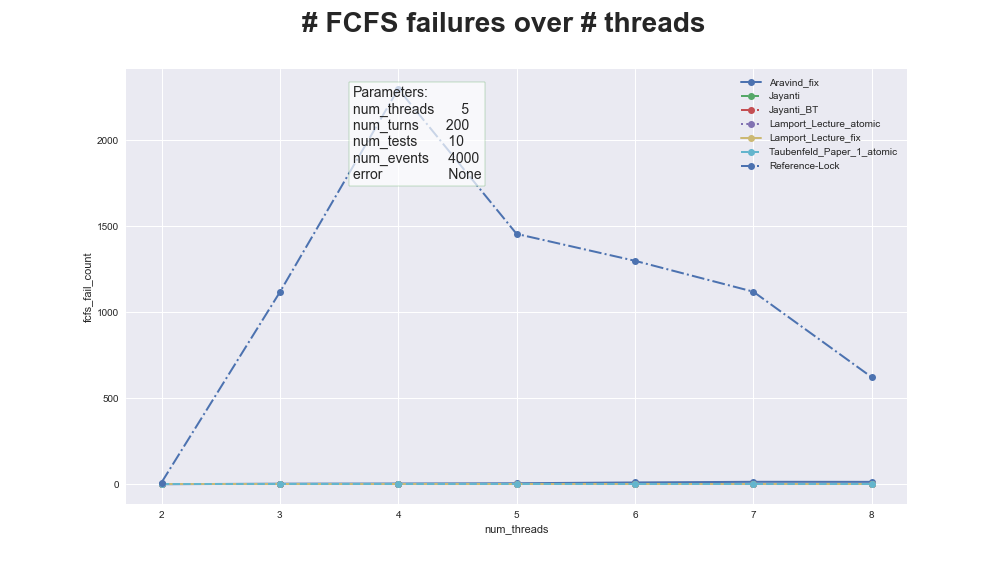 # FCFS failures over # threads
Parameters:
num_threads 5
num_turns 200
num_tests 10
num_events 4000
error None
Aravind_fix
Jayanti
Jayanti_BT
Lamport_Lecture_atomic
Lamport_Lecture_fix
Taubenfeld_Paper_1_atomic
Reference-Lock
fcfs_fail_count
2000
1500
1000
500
0
2 3 4 5 6 7 8
num_threads